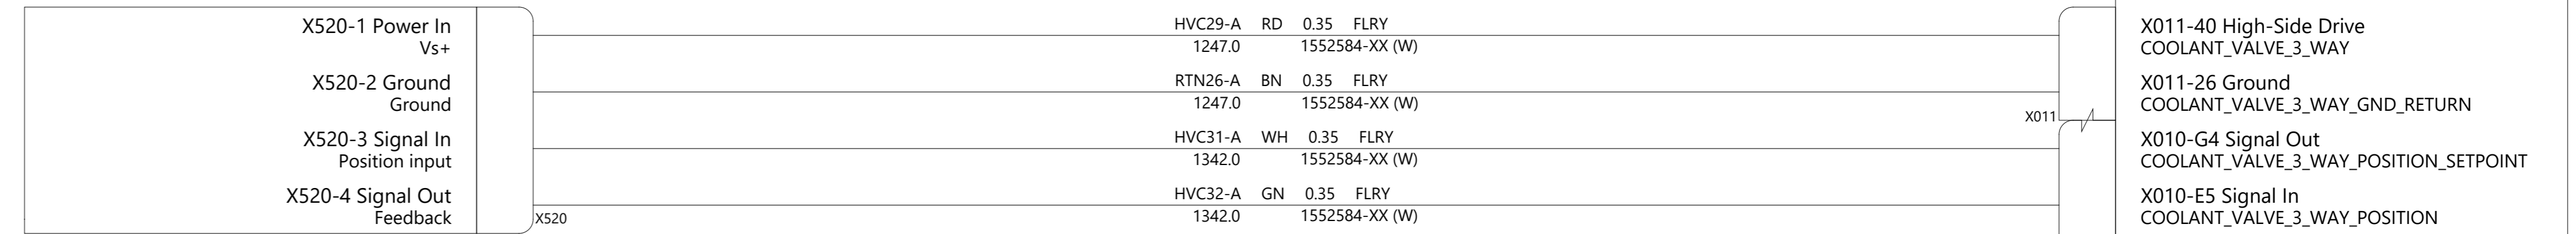 X520-1 Power In
Vs+
X520-2 Ground
Ground
X520-3 Signal In
Position input
X520-4 Signal Out
Feedback
X520
HVC29-A RD 0.35 FLRY
1247.0 1552584-XX (W)
RTN26-A BN 0.35 FLRY
1247.0 1552584-XX (W)
HVC31-A WH 0.35 FLRY
1342.0 1552584-XX (W)
HVC32-A GN 0.35 FLRY
1342.0 1552584-XX (W)
X011
X011-40 High-Side Drive
COOLANT_VALVE_3_WAY
X011-26 Ground
COOLANT_VALVE_3_WAY_GND_RETURN
X010-G4 Signal Out
COOLANT_VALVE_3_WAY_POSITION_SETPOINT
X010-E5 Signal In
COOLANT_VALVE_3_WAY_POSITION